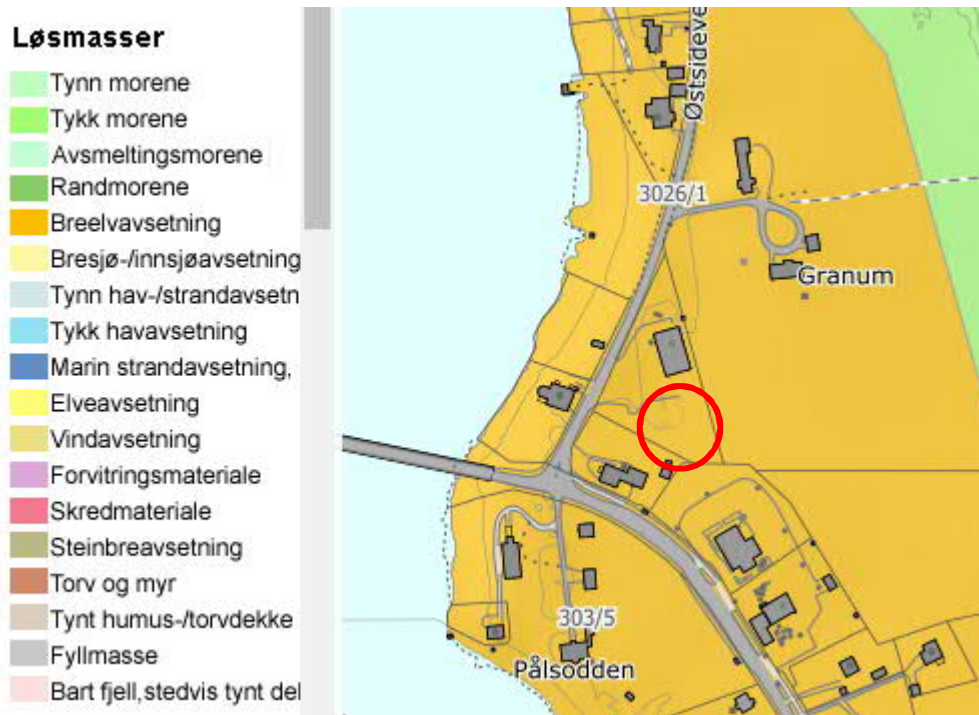 Løsmasser
Tynn morene
Tykk morene
Avsmeltingsmorene
Randmorene
Breelvavsetning
Bresjø-/innsjøavsetning
Tynn hav-/strandavsetn
Tykk havavsetning
Marin strandavsetning,
Elveavsetning
Vindavsetning
Forvitringsmateriale
Skredmateriale
Steinbreavsetning
Torv og myr
Tynt humus-/torvdekke
Fyllmasse
Bart fjell,stedvis tynt del
Østsideve
3026/1
Granum
303/5
Pålsodden